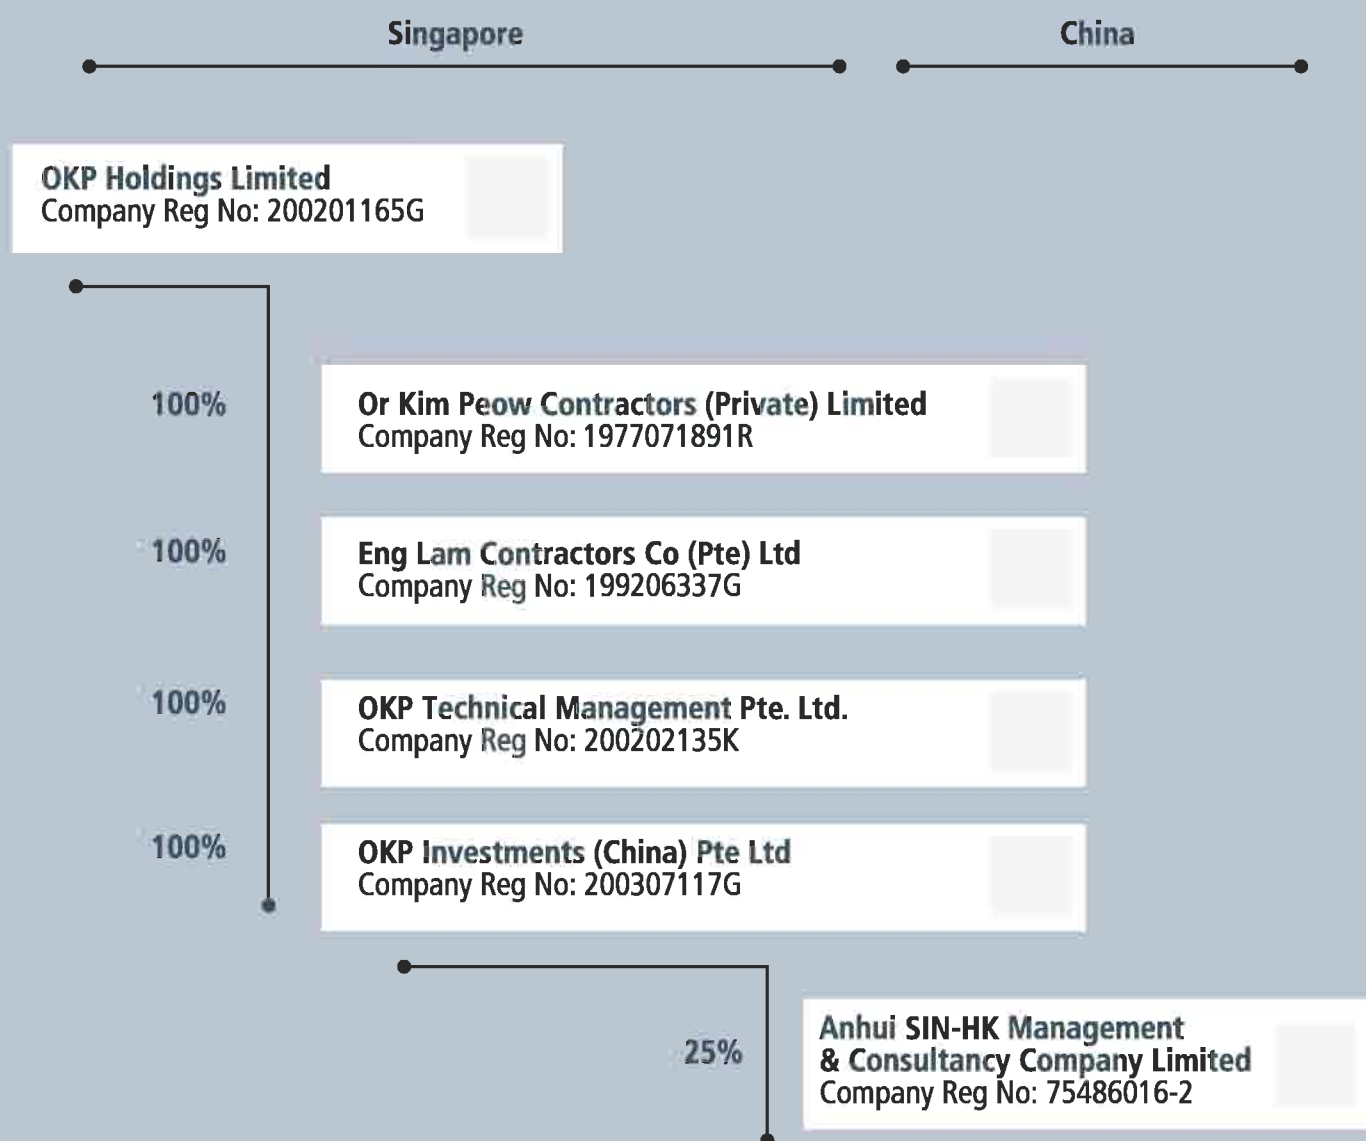 Singapore
China
OKP Holdings Limited
Company Reg No: 200201165G
100%
Or Kim Peow Contractors (Private) Limited
Company Reg No: 1977071891R
100%
Eng Lam Contractors Co (Pte) Ltd
Company Reg No: 199206337G
100%
OKP Technical Management Pte. Ltd.
Company Reg No: 200202135K
100%
OKP Investments (China) Pte Ltd
Company Reg No: 200307117G
25%
Anhui SIN-HK Management
& Consultancy Company Limited
Company Reg No: 75486016-2